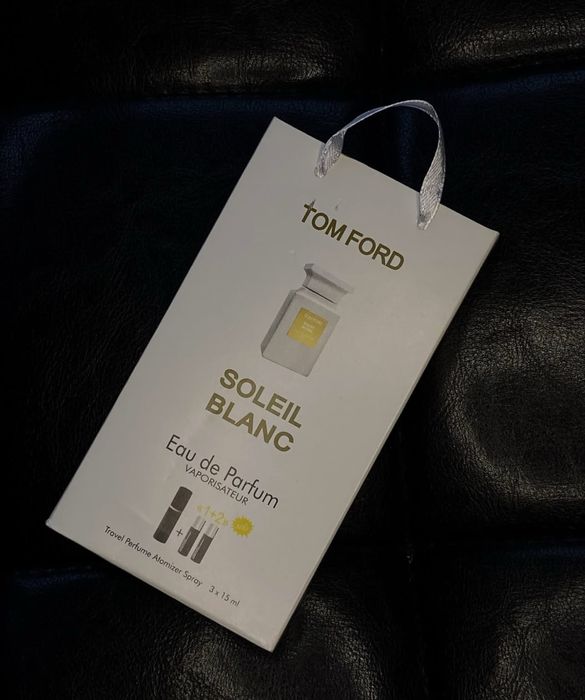 TOM FORD
SOLEIL
BLANC
Eau de Parfum
VAPORISATEUR
«1+2»
+
Travel Perfume Atomizer Spray 3 x 15 ml